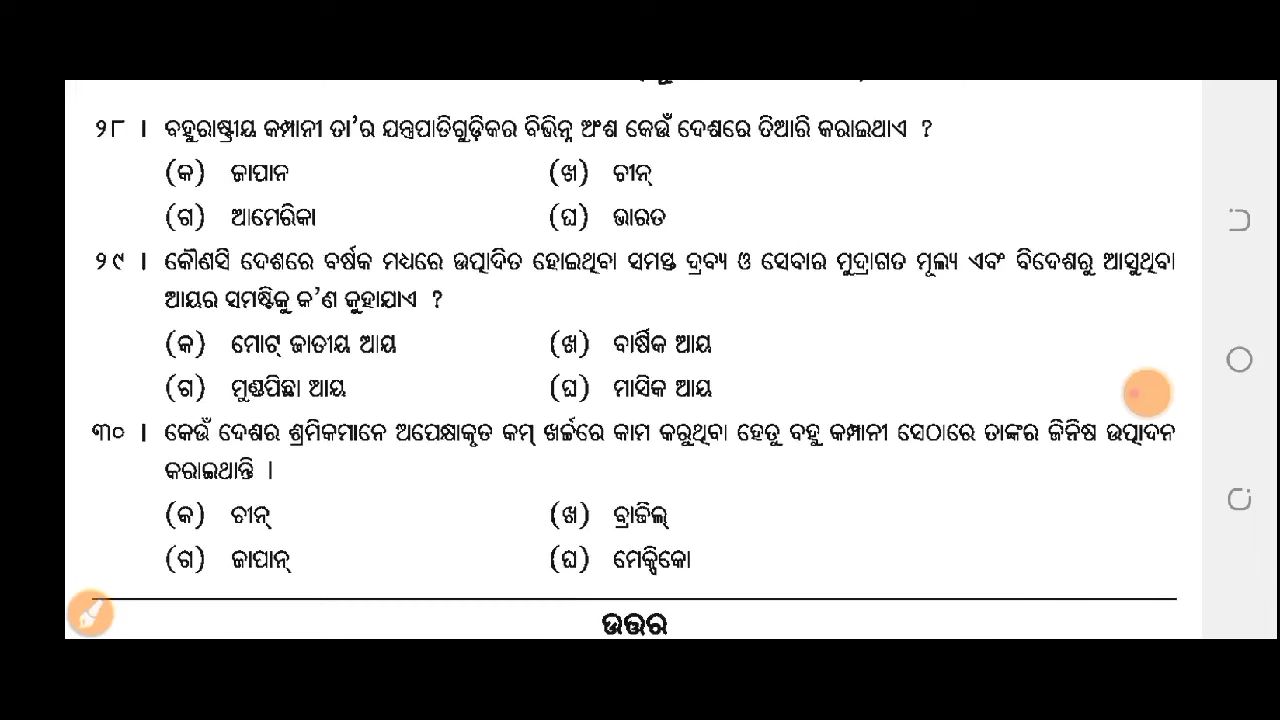 ୨୮ । ବହୁରାଷ୍ଟ୍ରୀୟ କମ୍ପାନୀ ତା’ର ଯନ୍ତ୍ରପାତିଗୁଡ଼ିକର ବିଭିନ୍ନ ଅଂଶ କେଉଁ ଦେଶରେ ତିଆରି କରାଇଥାଏ ?
(କ) ଜାପାନ (ଖ) ଚୀନ୍
(ଗ) ଆମେରିକା (ଘ) ଭାରତ
୨୯ । କୌଣସି ଦେଶରେ ବର୍ଷକ ମଧ୍ୟରେ ଉତ୍ପାଦିତ ହୋଇଥିବା ସମସ୍ତ ଦ୍ରବ୍ୟ ଓ ସେବାର ମୁଦ୍ରାଗତ ମୂଲ୍ୟ ଏବଂ ବିଦେଶରୁ ଆସୁଥିବା
ଆୟର ସମଷ୍ଟିକୁ କ’ଣ କୁହାଯାଏ ?
(କ) ମୋଟ୍ ଜାତୀୟ ଆୟ (ଖ) ବାର୍ଷିକ ଆୟ
(ଗ) ମୁଣ୍ଡପିଛା ଆୟ (ଘ) ମାସିକ ଆୟ
୩୦ । କେଉଁ ଦେଶର ଶ୍ରମିକମାନେ ଅପେକ୍ଷାକୃତ କମ୍ ଖର୍ଚ୍ଚରେ କାମ କରୁଥିବା ହେତୁ ବହୁ କମ୍ପାନୀ ସେଠାରେ ତାଙ୍କର ଜିନିଷ ଉତ୍ପାଦନ
କରାଇଥାନ୍ତି ।
(କ) ଚୀନ୍ (ଖ) ବ୍ରାଜିଲ୍
(ଗ) ଜାପାନ୍ (ଘ) ମେକ୍ସିକୋ
ଉତ୍ତର